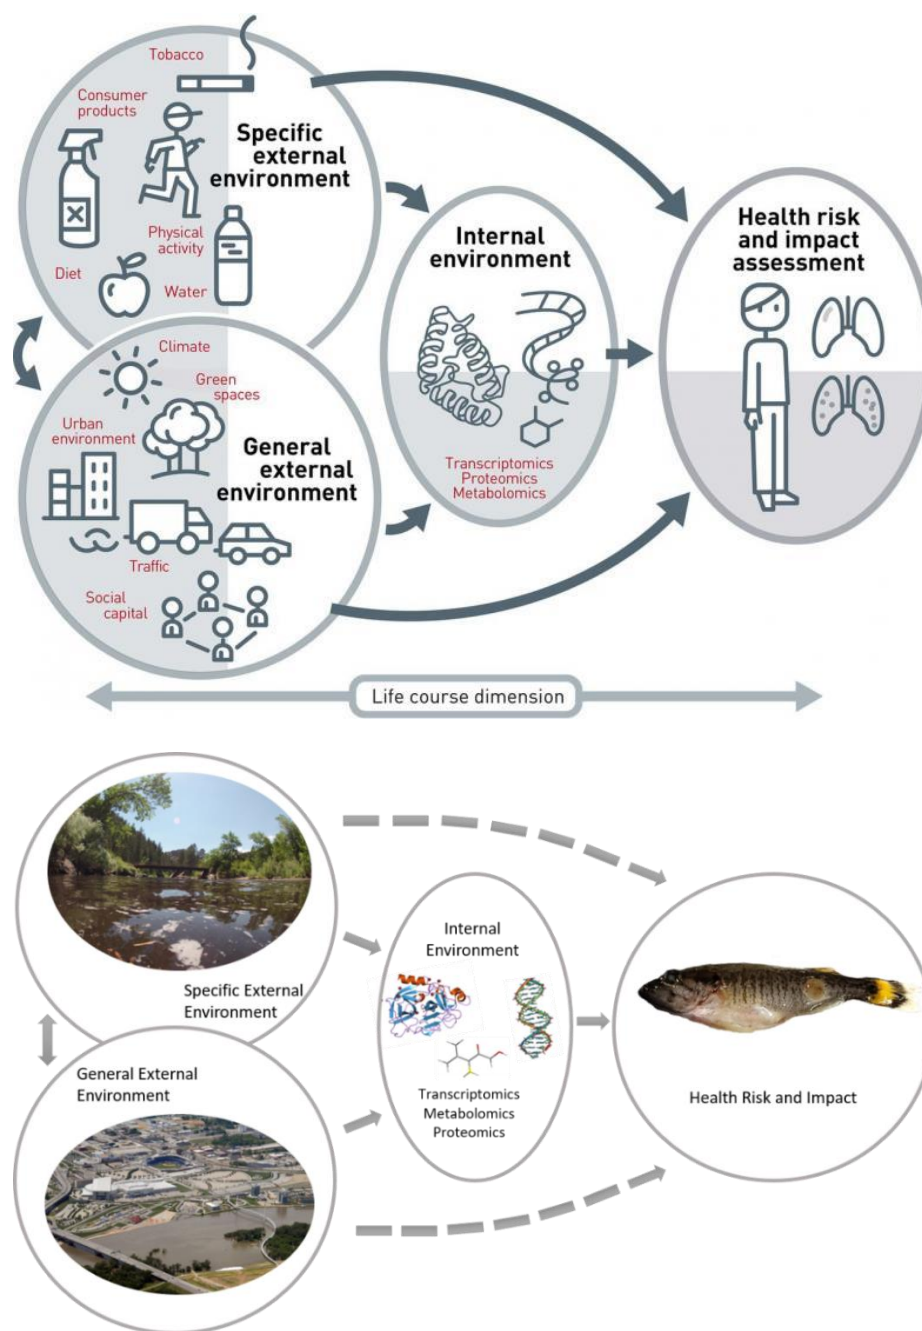 Tobacco
Consumer
products
Specific
external
environment
Physical
activity
Diet
Water
Climate
Green
spaces
Urban
environment
General
external
environment
Traffic
Social
capital
Internal
environment
Transcriptomics
Proteomics
Metabolomics
Health risk
and impact
assessment
Life course dimension
Specific External
Environment
General External
Environment
Internal
Environment
Transcriptomics
Metabolomics
Proteomics
Health Risk and Impact